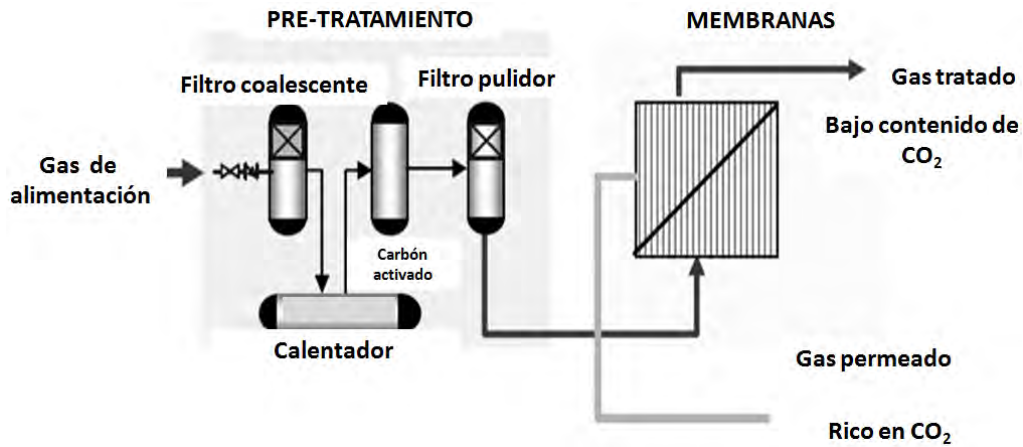 PRE-TRATAMIENTO
MEMBRANAS
Filtro coalescente
Filtro pulidor
Gas tratado
Bajo contenido de
CO₂
Gas de
alimentación
Carbón
activado
Calentador
Gas permeado
Rico en CO₂